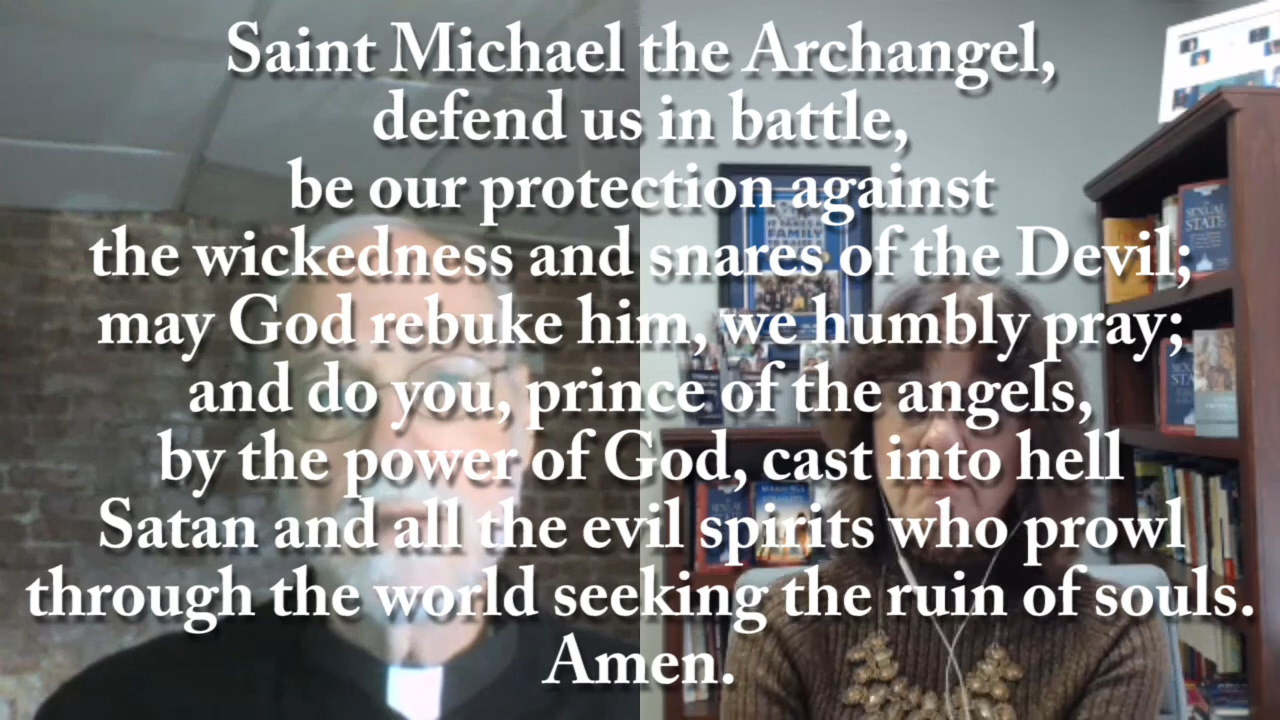 Saint Michael the Archangel,
defend us in battle,
be our protection against
the wickedness and snares of the Devil;
may God rebuke him, we humbly pray;
and do you, prince of the angels,
by the power of God, cast into hell
Satan and all the evil spirits who prowl
through the world seeking the ruin of souls.
Amen.
FAMILY
SEXUAL
STATE